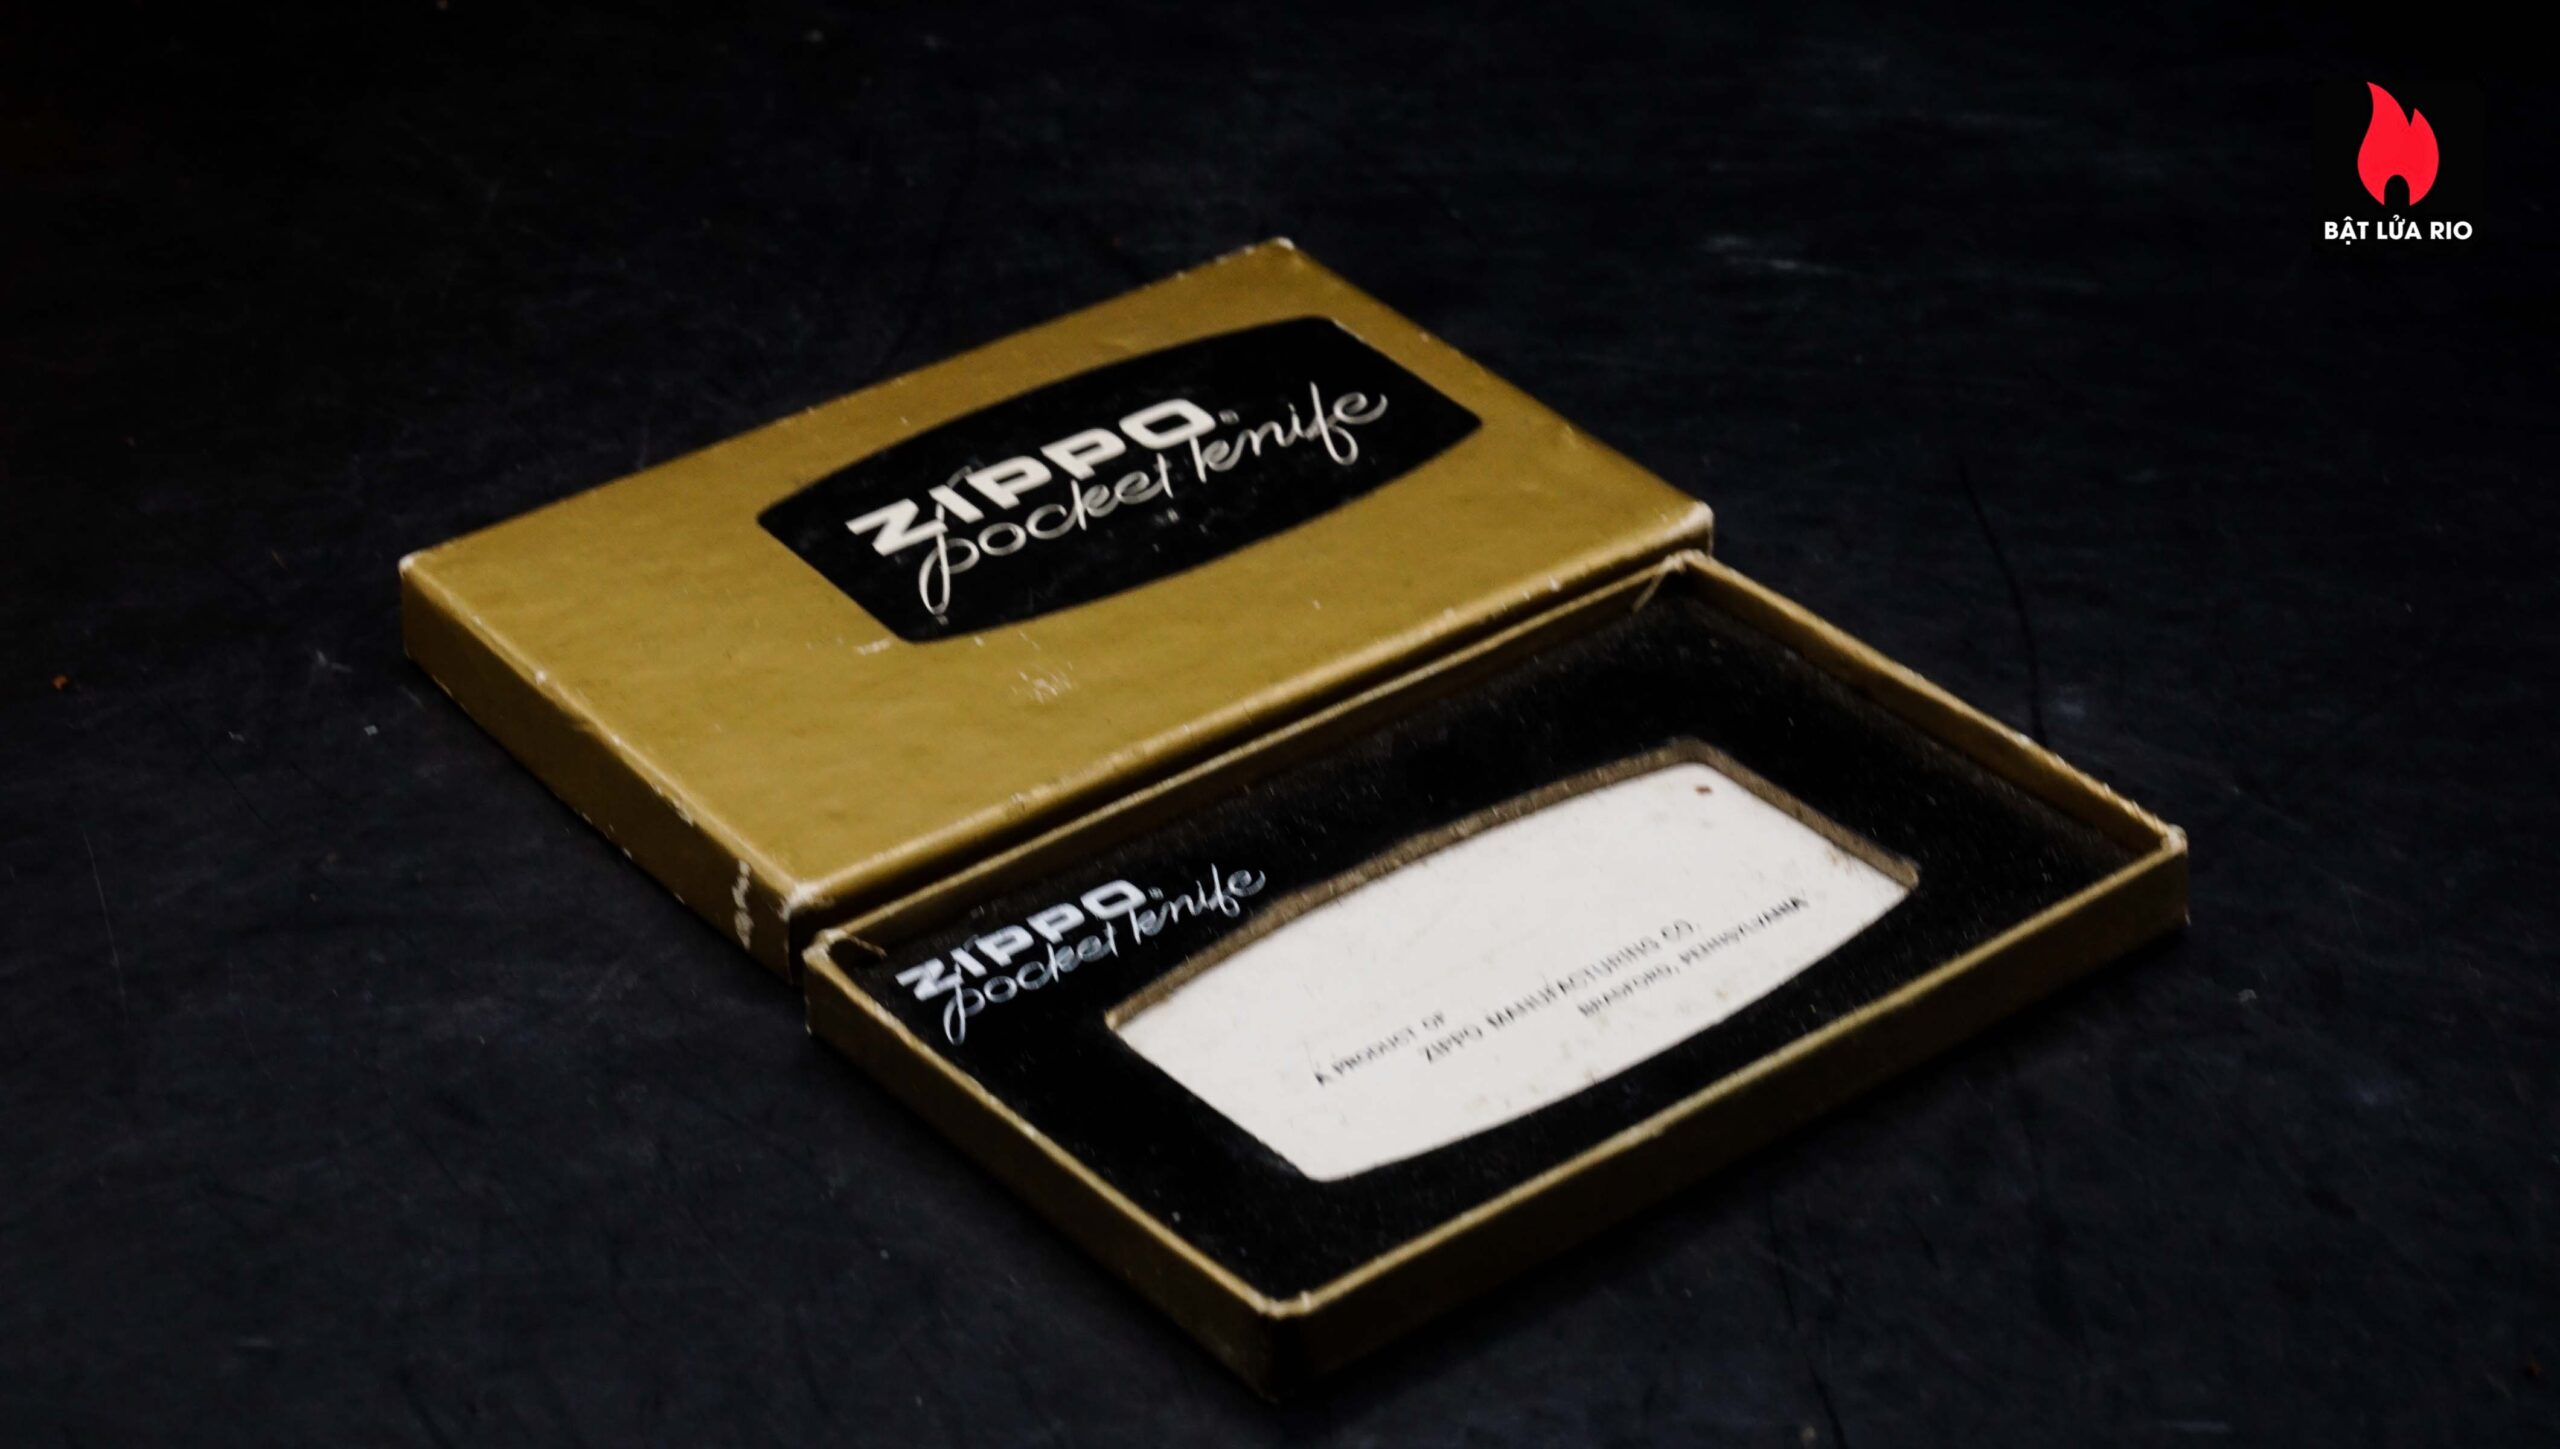 BẬT LỬA RIO
ZIPPO®
pocket knife
ZIPPO®
pocket knife
A PRODUCT OF
ZIPPO MANUFACTURING CO.
BRADFORD, PENNSYLVANIA